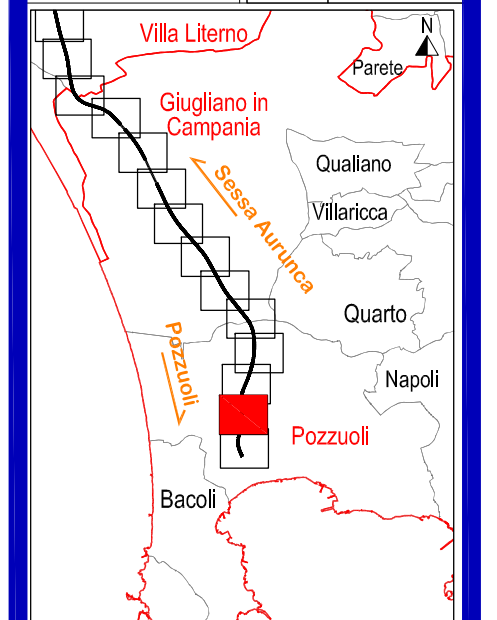 Villa Literno
N
Parete
Giugliano in
Campania
Qualiano
Sessa Aurunca
Villaricca
Quarto
Pozzuoli
Napoli
Pozzuoli
Bacoli